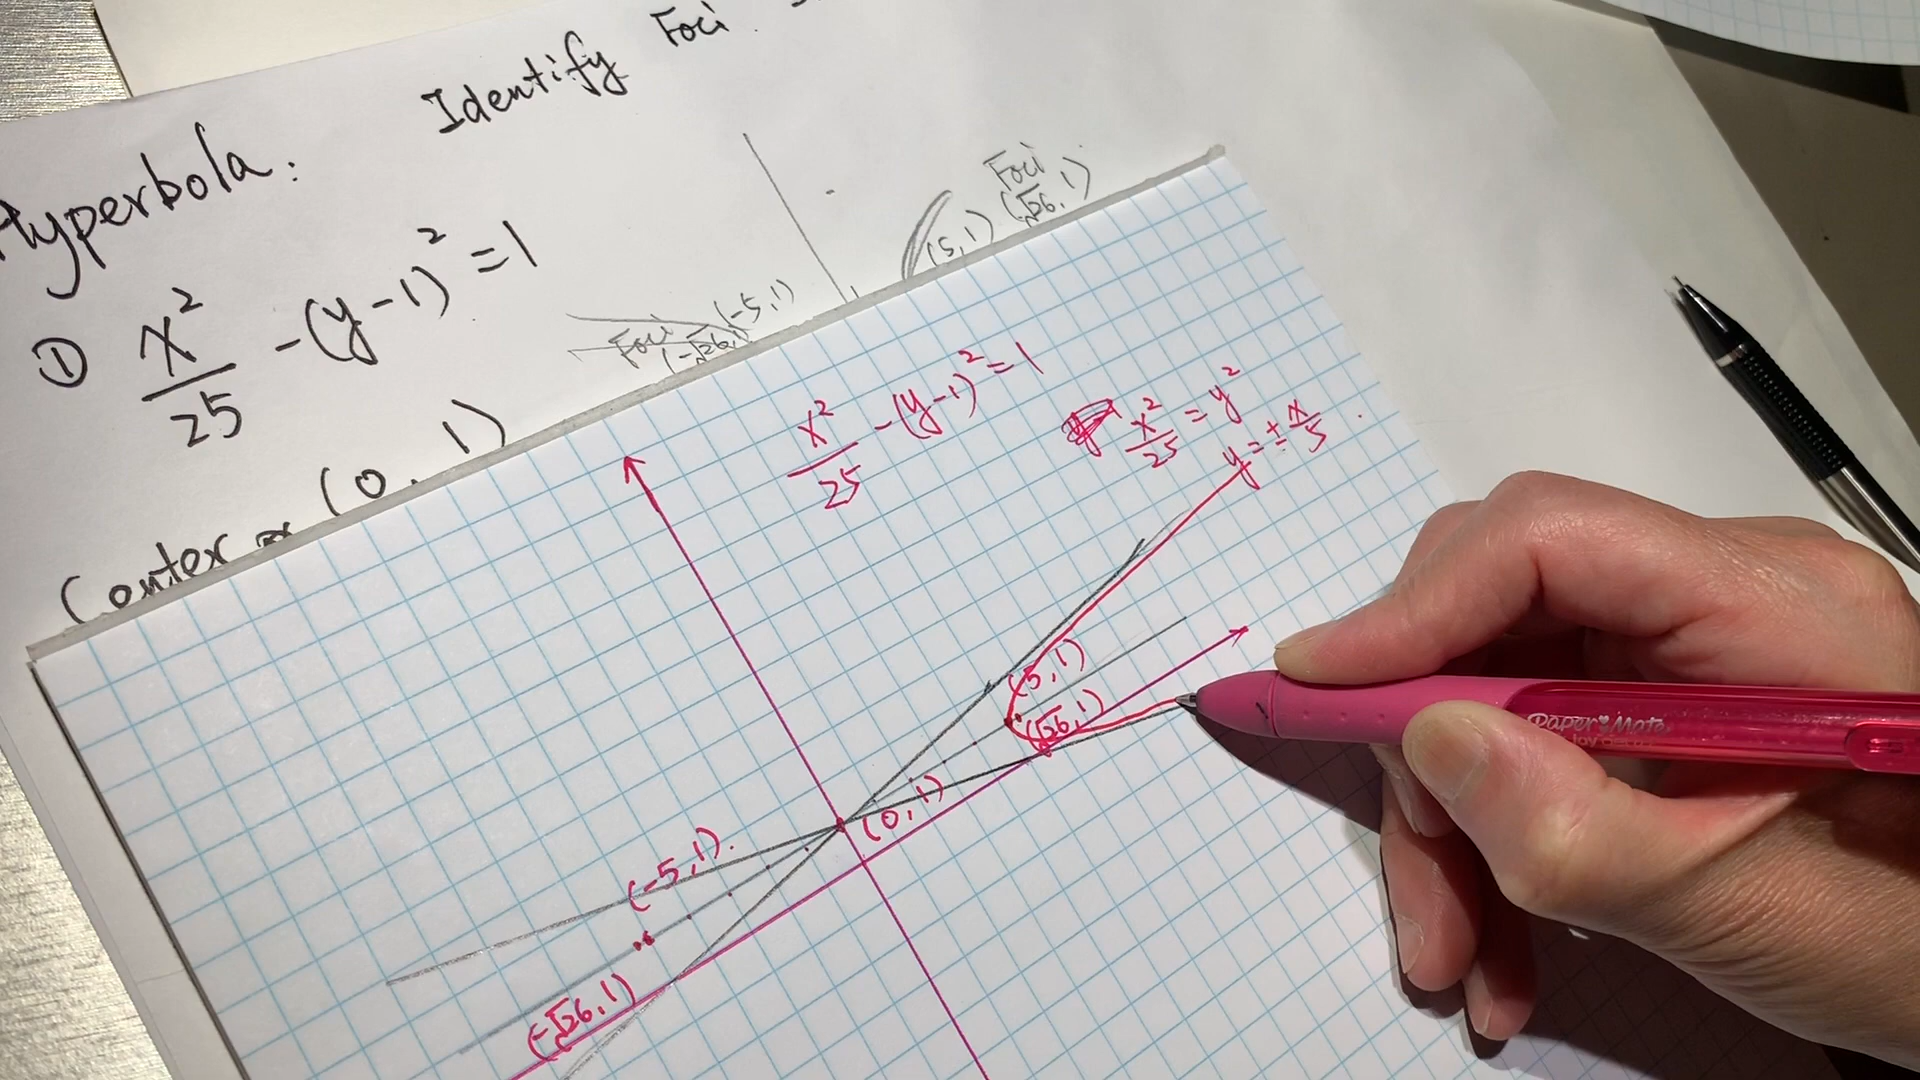 Identify Foci
Hyperbola:
① x²/25 - (y-1)² = 1
Center (0, 1)
Foci
(√26, 1)
(5, 1)
(-5, 1)
Foci
(-√26, 1)
x²/25 - (y-1)² = 1
x²/25 = y²
y = ± x/5.
(5, 1)
(√26, 1)
(0, 1)
(-5, 1).
(-√26, 1)
Paper Mate